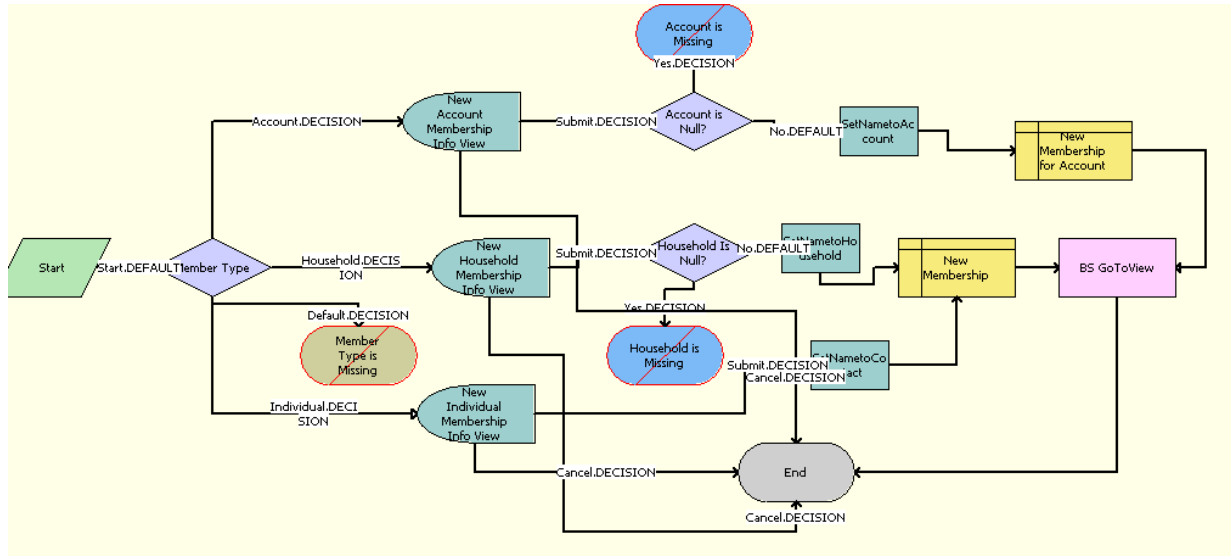 Account is
Missing
Yes.DECISION
New
Account
Membership
Info View
Account.DECISION
Submit.DECISION
Account is
Null?
No.DEFAULT
SetNametoAc
count
New
Membership
for Account
Start
Start.DEFAULT
Member Type
Household.DECIS
ION
New
Household
Membership
Info View
Submit.DECISION
Household Is
Null?
No.DEFAULT
SetNametoHo
usehold
New
Membership
BS GoToView
Default.DECISION
Yes.DECISION
Member
Type is
Missing
Household is
Missing
SetNametoCo
ntact
Submit.DECISION
Cancel.DECISION
Individual.DECI
SION
New
Individual
Membership
Info View
Cancel.DECISION
End
Cancel.DECISION